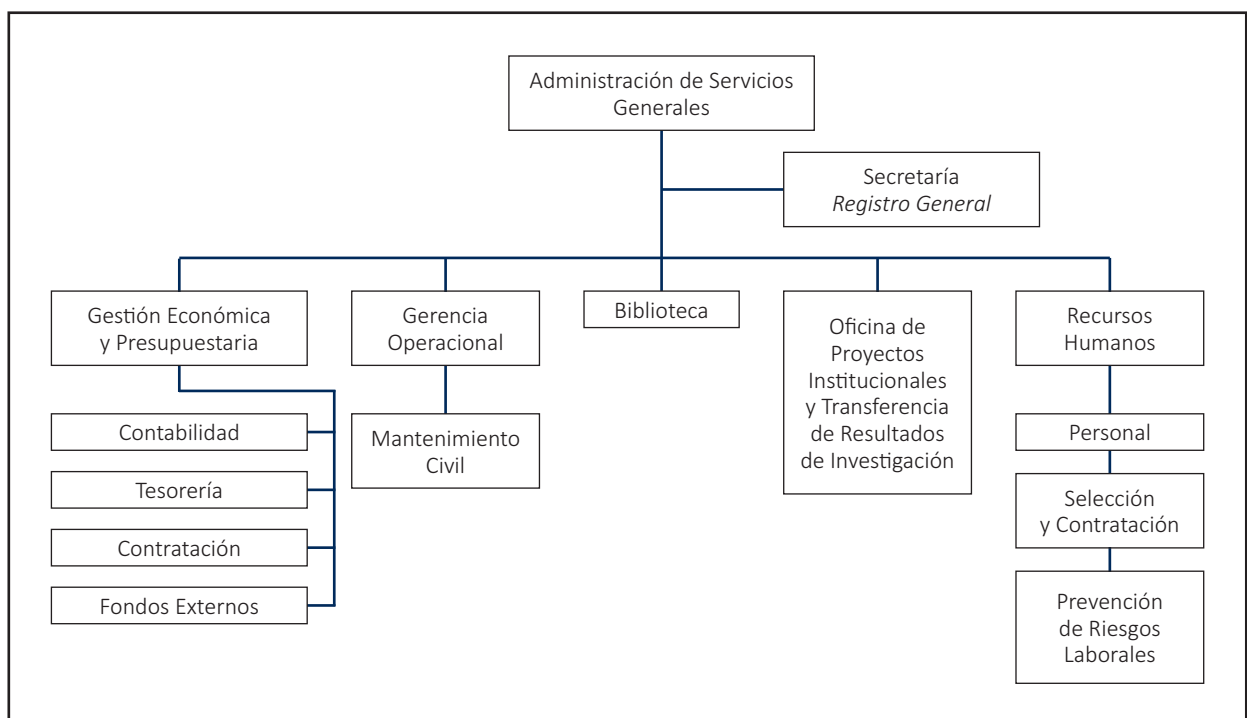 Administración de Servicios
Generales
Secretaría
Registro General
Gestión Económica
y Presupuestaria
Gerencia
Operacional
Biblioteca
Oficina de
Proyectos
Institucionales
y Transferencia
de Resultados
de Investigación
Recursos
Humanos
Contabilidad
Tesorería
Contratación
Fondos Externos
Mantenimiento
Civil
Personal
Selección
y Contratación
Prevención
de Riesgos
Laborales